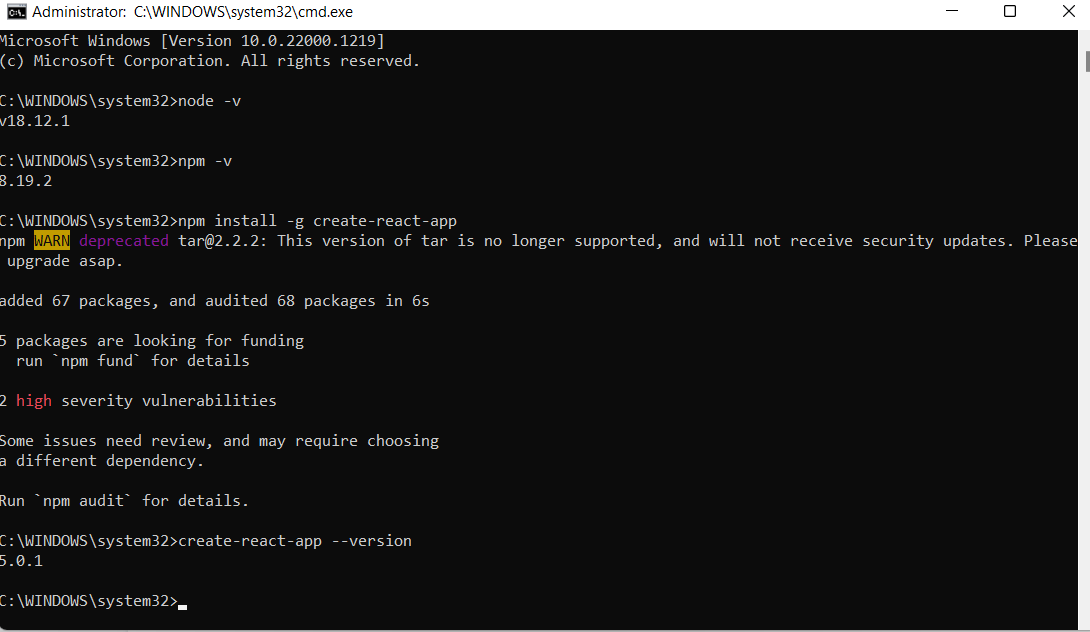 Administrator: C:\WINDOWS\system32\cmd.exe
Microsoft Windows [Version 10.0.22000.1219]
(c) Microsoft Corporation. All rights reserved.
C:\WINDOWS\system32>node -v
v18.12.1
C:\WINDOWS\system32>npm -v
8.19.2
C:\WINDOWS\system32>npm install -g create-react-app
npm WARN deprecated tar@2.2.2: This version of tar is no longer supported, and will not receive security updates. Please
upgrade asap.
added 67 packages, and audited 68 packages in 6s
5 packages are looking for funding
run `npm fund` for details
2 high severity vulnerabilities
Some issues need review, and may require choosing
a different dependency.
Run `npm audit` for details.
C:\WINDOWS\system32>create-react-app --version
5.0.1
C:\WINDOWS\system32>